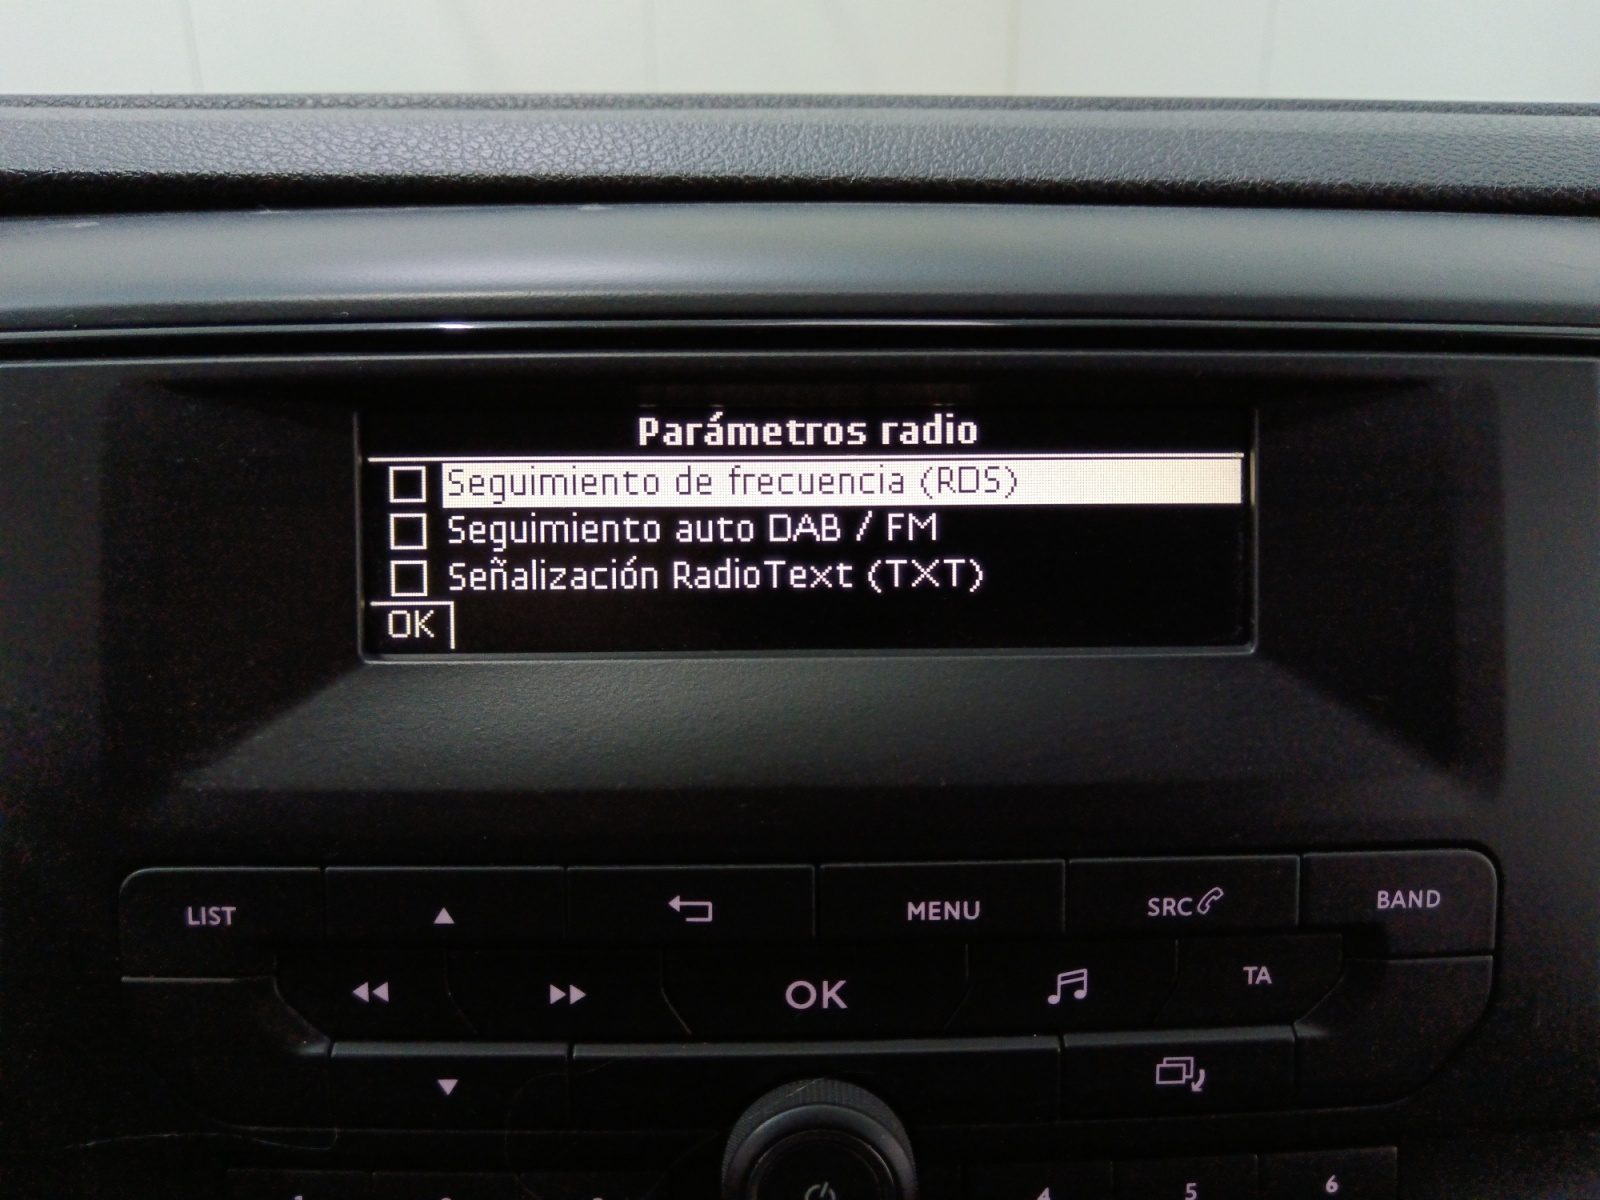 Parámetros radio
Seguimiento de frecuencia (RDS)
Seguimiento auto DAB / FM
Señalización RadioText (TXT)
OK
LIST
MENU
SRC
BAND
OK
TA
4
5
6